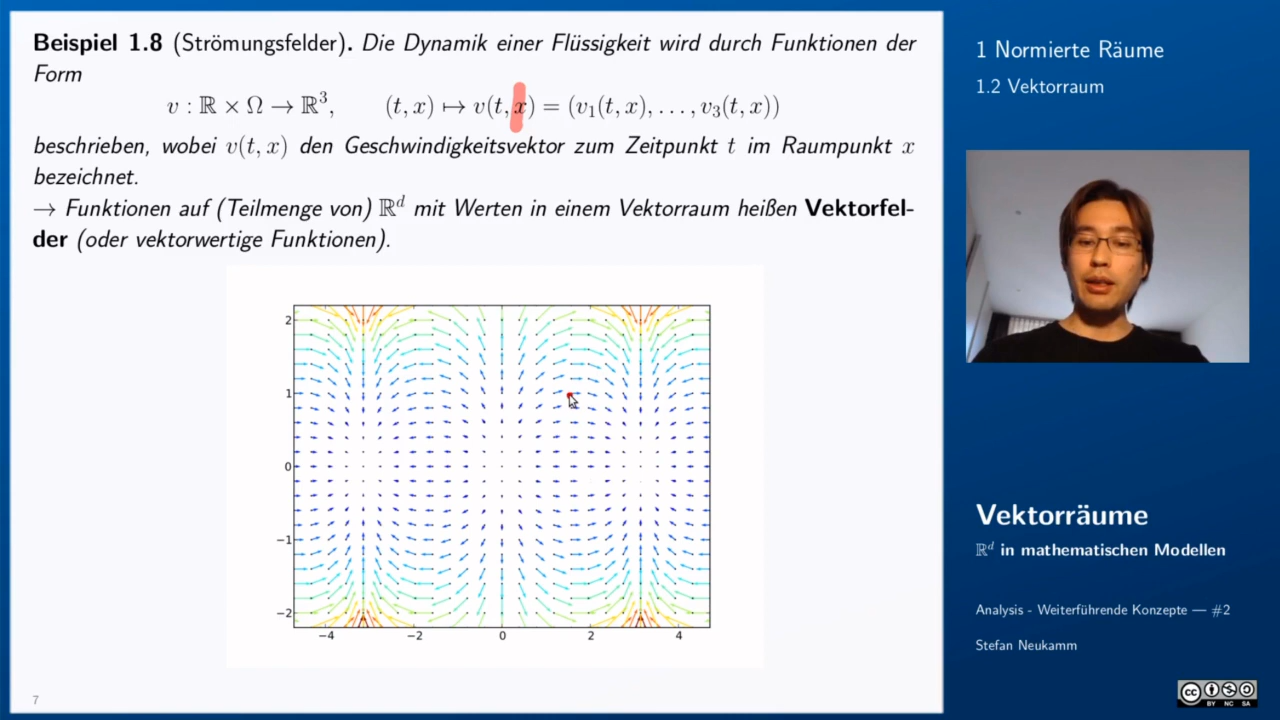 Beispiel 1.8 (Strömungsfelder). Die Dynamik einer Flüssigkeit wird durch Funktionen der
Form
v : ℝ × Ω → ℝ³, (t, x) ↦ v(t, x) = (v₁(t, x), . . . , v₃(t, x))
beschrieben, wobei v(t, x) den Geschwindigkeitsvektor zum Zeitpunkt t im Raumpunkt x
bezeichnet.
→ Funktionen auf (Teilmenge von) ℝᵈ mit Werten in einem Vektorraum heißen Vektorfel-
der (oder vektorwertige Funktionen).
2
1
0
−1
−2
−4 −2 0 2 4
7
1 Normierte Räume
1.2 Vektorraum
Vektorräume
ℝᵈ in mathematischen Modellen
Analysis - Weiterführende Konzepte — #2
Stefan Neukamm
cc
BY NC SA